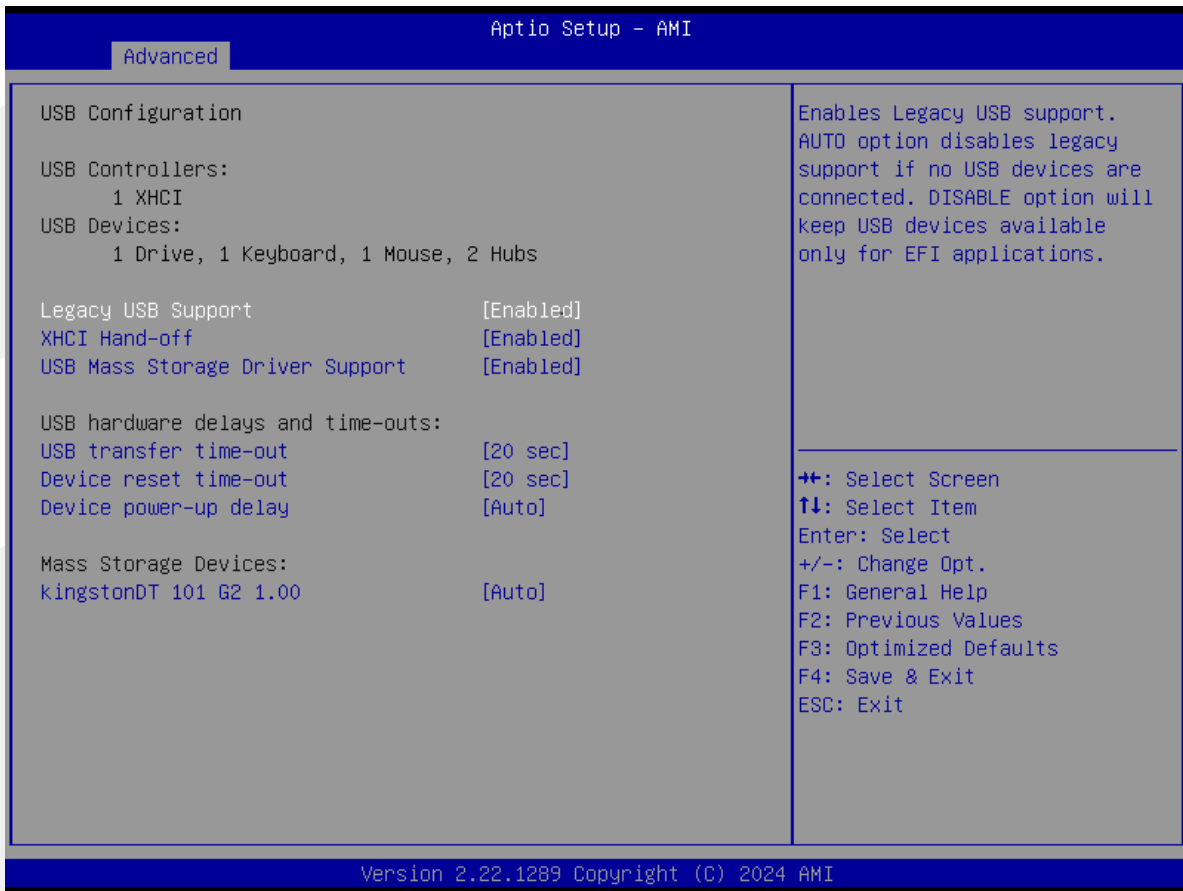 Aptio Setup – AMI
Advanced
USB Configuration
USB Controllers:
1 XHCI
USB Devices:
1 Drive, 1 Keyboard, 1 Mouse, 2 Hubs
Legacy USB Support [Enabled]
XHCI Hand-off [Enabled]
USB Mass Storage Driver Support [Enabled]
USB hardware delays and time-outs:
USB transfer time-out [20 sec]
Device reset time-out [20 sec]
Device power-up delay [Auto]
Mass Storage Devices:
kingstonDT 101 G2 1.00 [Auto]
Enables Legacy USB support.
AUTO option disables legacy
support if no USB devices are
connected. DISABLE option will
keep USB devices available
only for EFI applications.
→←: Select Screen
↑↓: Select Item
Enter: Select
+/-: Change Opt.
F1: General Help
F2: Previous Values
F3: Optimized Defaults
F4: Save & Exit
ESC: Exit
Version 2.22.1289 Copyright (C) 2024 AMI